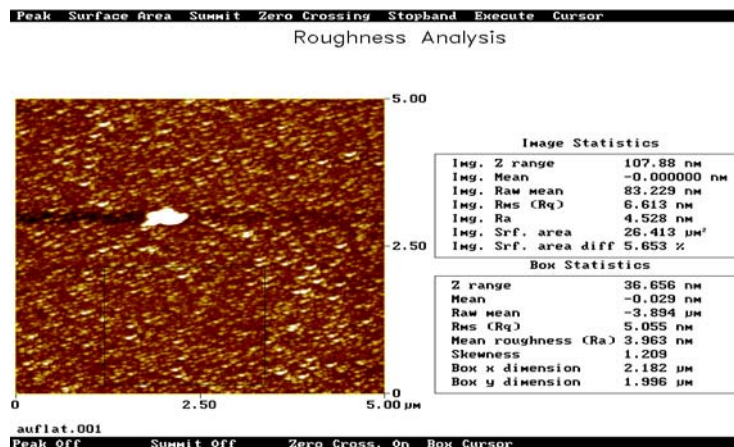 Peak Surface Area Summit Zero Crossing Stopband Execute Cursor
Roughness Analysis
5.00
2.50
0
0 2.50 5.00 µm
Image Statistics
Img. Z range 107.88 nm
Img. Mean -0.000000 nm
Img. Raw mean 83.229 nm
Img. Rms (Rq) 6.613 nm
Img. Ra 4.528 nm
Img. Srf. area 26.413 µm²
Img. Srf. area diff 5.653 %
Box Statistics
Z range 36.656 nm
Mean -0.029 nm
Raw mean -3.894 µm
Rms (Rq) 5.055 nm
Mean roughness (Ra) 3.963 nm
Skewness 1.209
Box x dimension 2.182 µm
Box y dimension 1.996 µm
auflat.001
Peak Off Summit Off Zero Cross. On Box Cursor